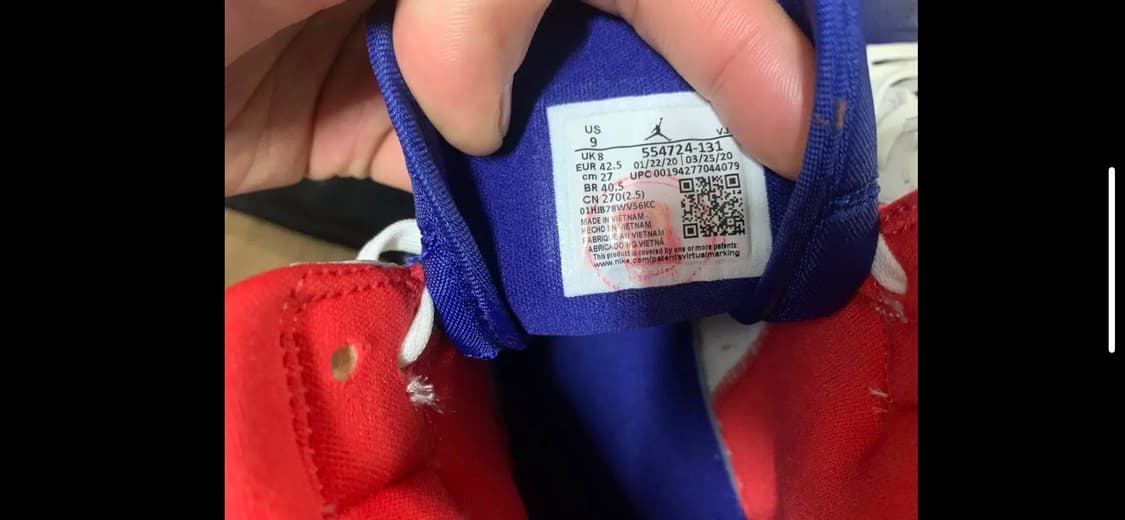 US
9
UK 8
EUR 42.5
cm 27
BR 40.5
CN 270(2.5)
554724-131
01/22/20 | 03/25/20
UPC 00194277044079
01HJB78WV56KC
MADE IN VIETNAM
HECHO EN VIETNAM
FABRIQUÉ AU VIETNAM
FABRICADO NO VIETNÃ
This product is covered by one or more patents:
www.nike.com/patentsvirtualmarking